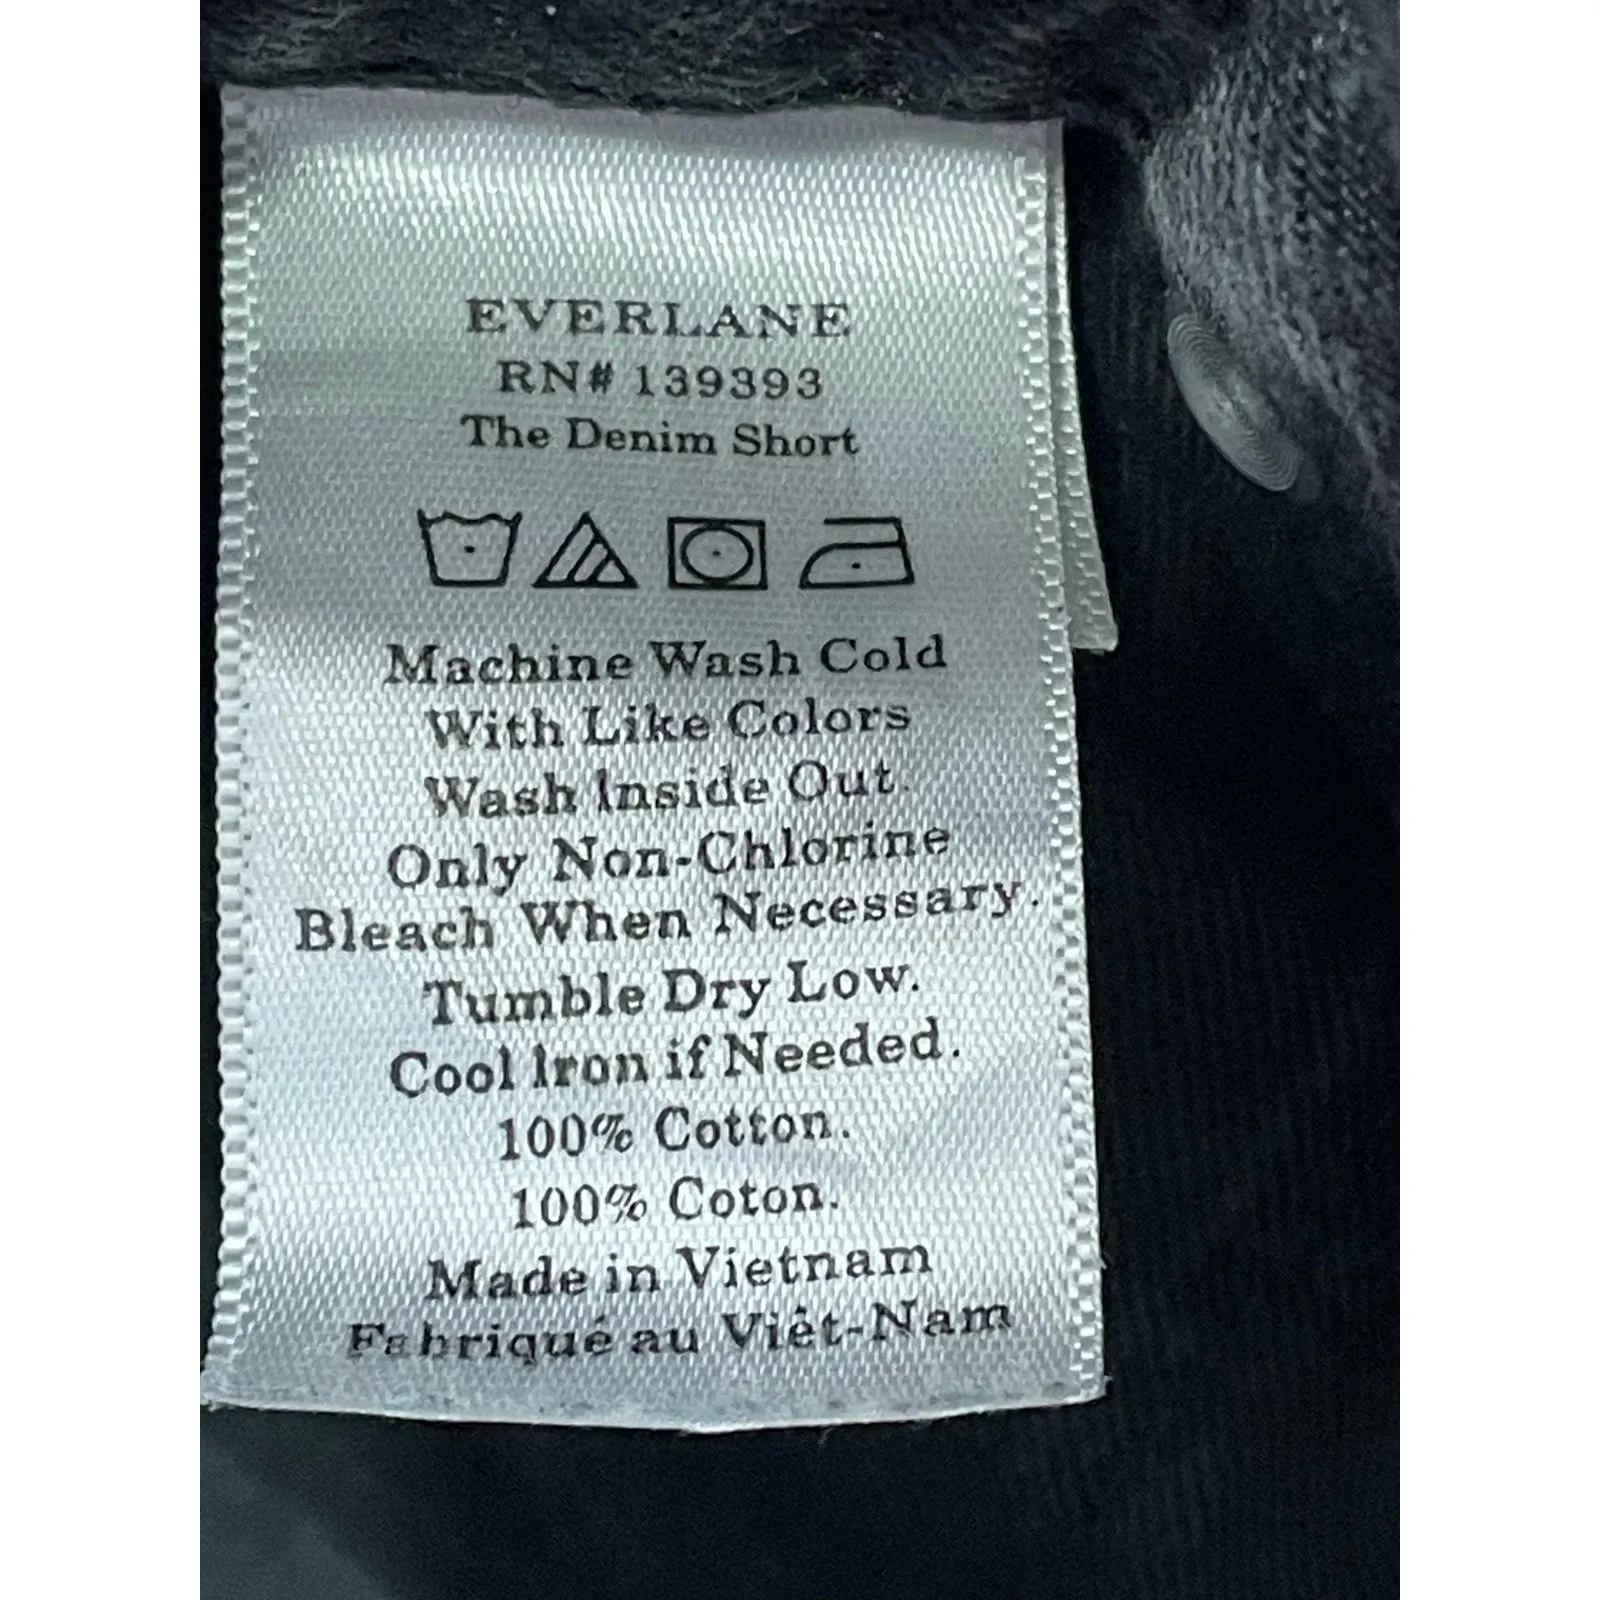 EVERLANE
RN# 139393
The Denim Short
Machine Wash Cold
With Like Colors
Wash Inside Out.
Only Non-Chlorine
Bleach When Necessary.
Tumble Dry Low.
Cool Iron if Needed.
100% Cotton.
100% Coton.
Made in Vietnam
Fabriqué au Viêt-Nam